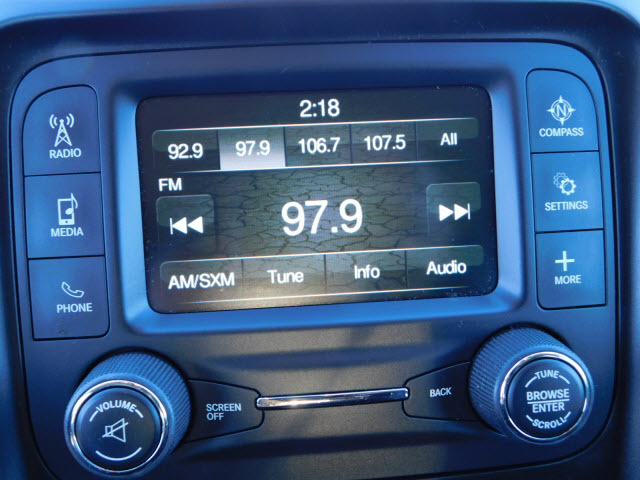 2:18
92.9 97.9 106.7 107.5 All
FM
97.9
AM/SXM Tune Info Audio
RADIO
MEDIA
PHONE
N
COMPASS
SETTINGS
MORE
VOLUME
SCREEN OFF
BACK
TUNE
BROWSE
ENTER
SCROLL